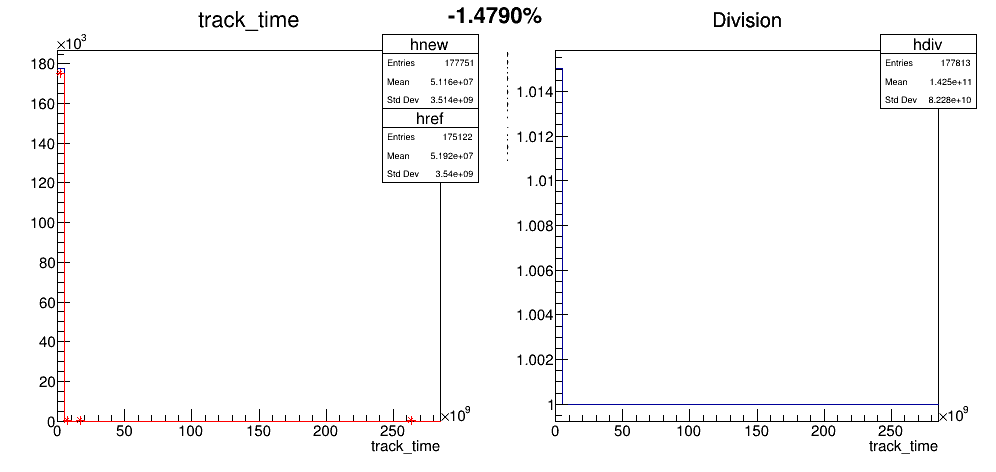 track_time
-1.4790%
Division
×10³
hnew
Entries 177751
Mean 5.116e+07
Std Dev 3.514e+09
href
Entries 175122
Mean 5.192e+07
Std Dev 3.54e+09
180
160
140
120
100
80
60
40
20
0
0 50 100 150 200 250
×10⁹
track_time
hdiv
Entries 177813
Mean 1.425e+11
Std Dev 8.228e+10
1.014
1.012
1.01
1.008
1.006
1.004
1.002
1
0 50 100 150 200 250
×10⁹
track_time